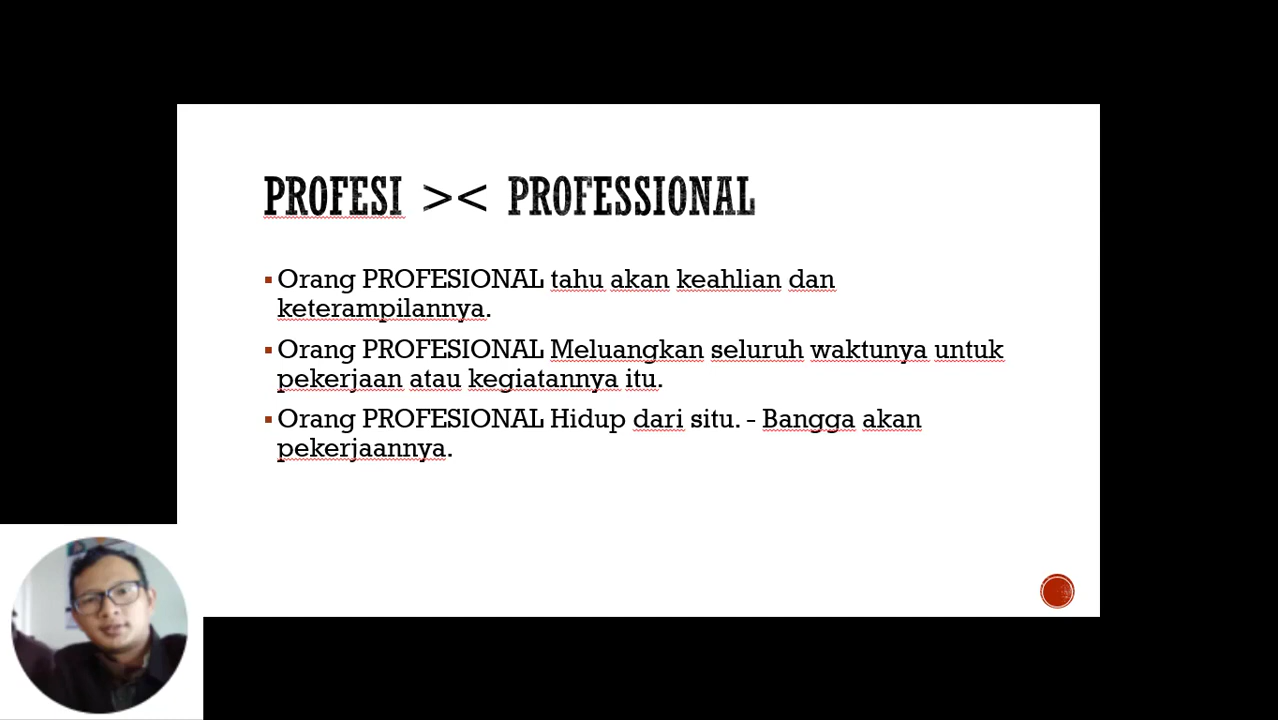 PROFESI >< PROFESSIONAL
▪ Orang PROFESIONAL tahu akan keahlian dan
keterampilannya.
▪ Orang PROFESIONAL Meluangkan seluruh waktunya untuk
pekerjaan atau kegiatannya itu.
▪ Orang PROFESIONAL Hidup dari situ. - Bangga akan
pekerjaannya.